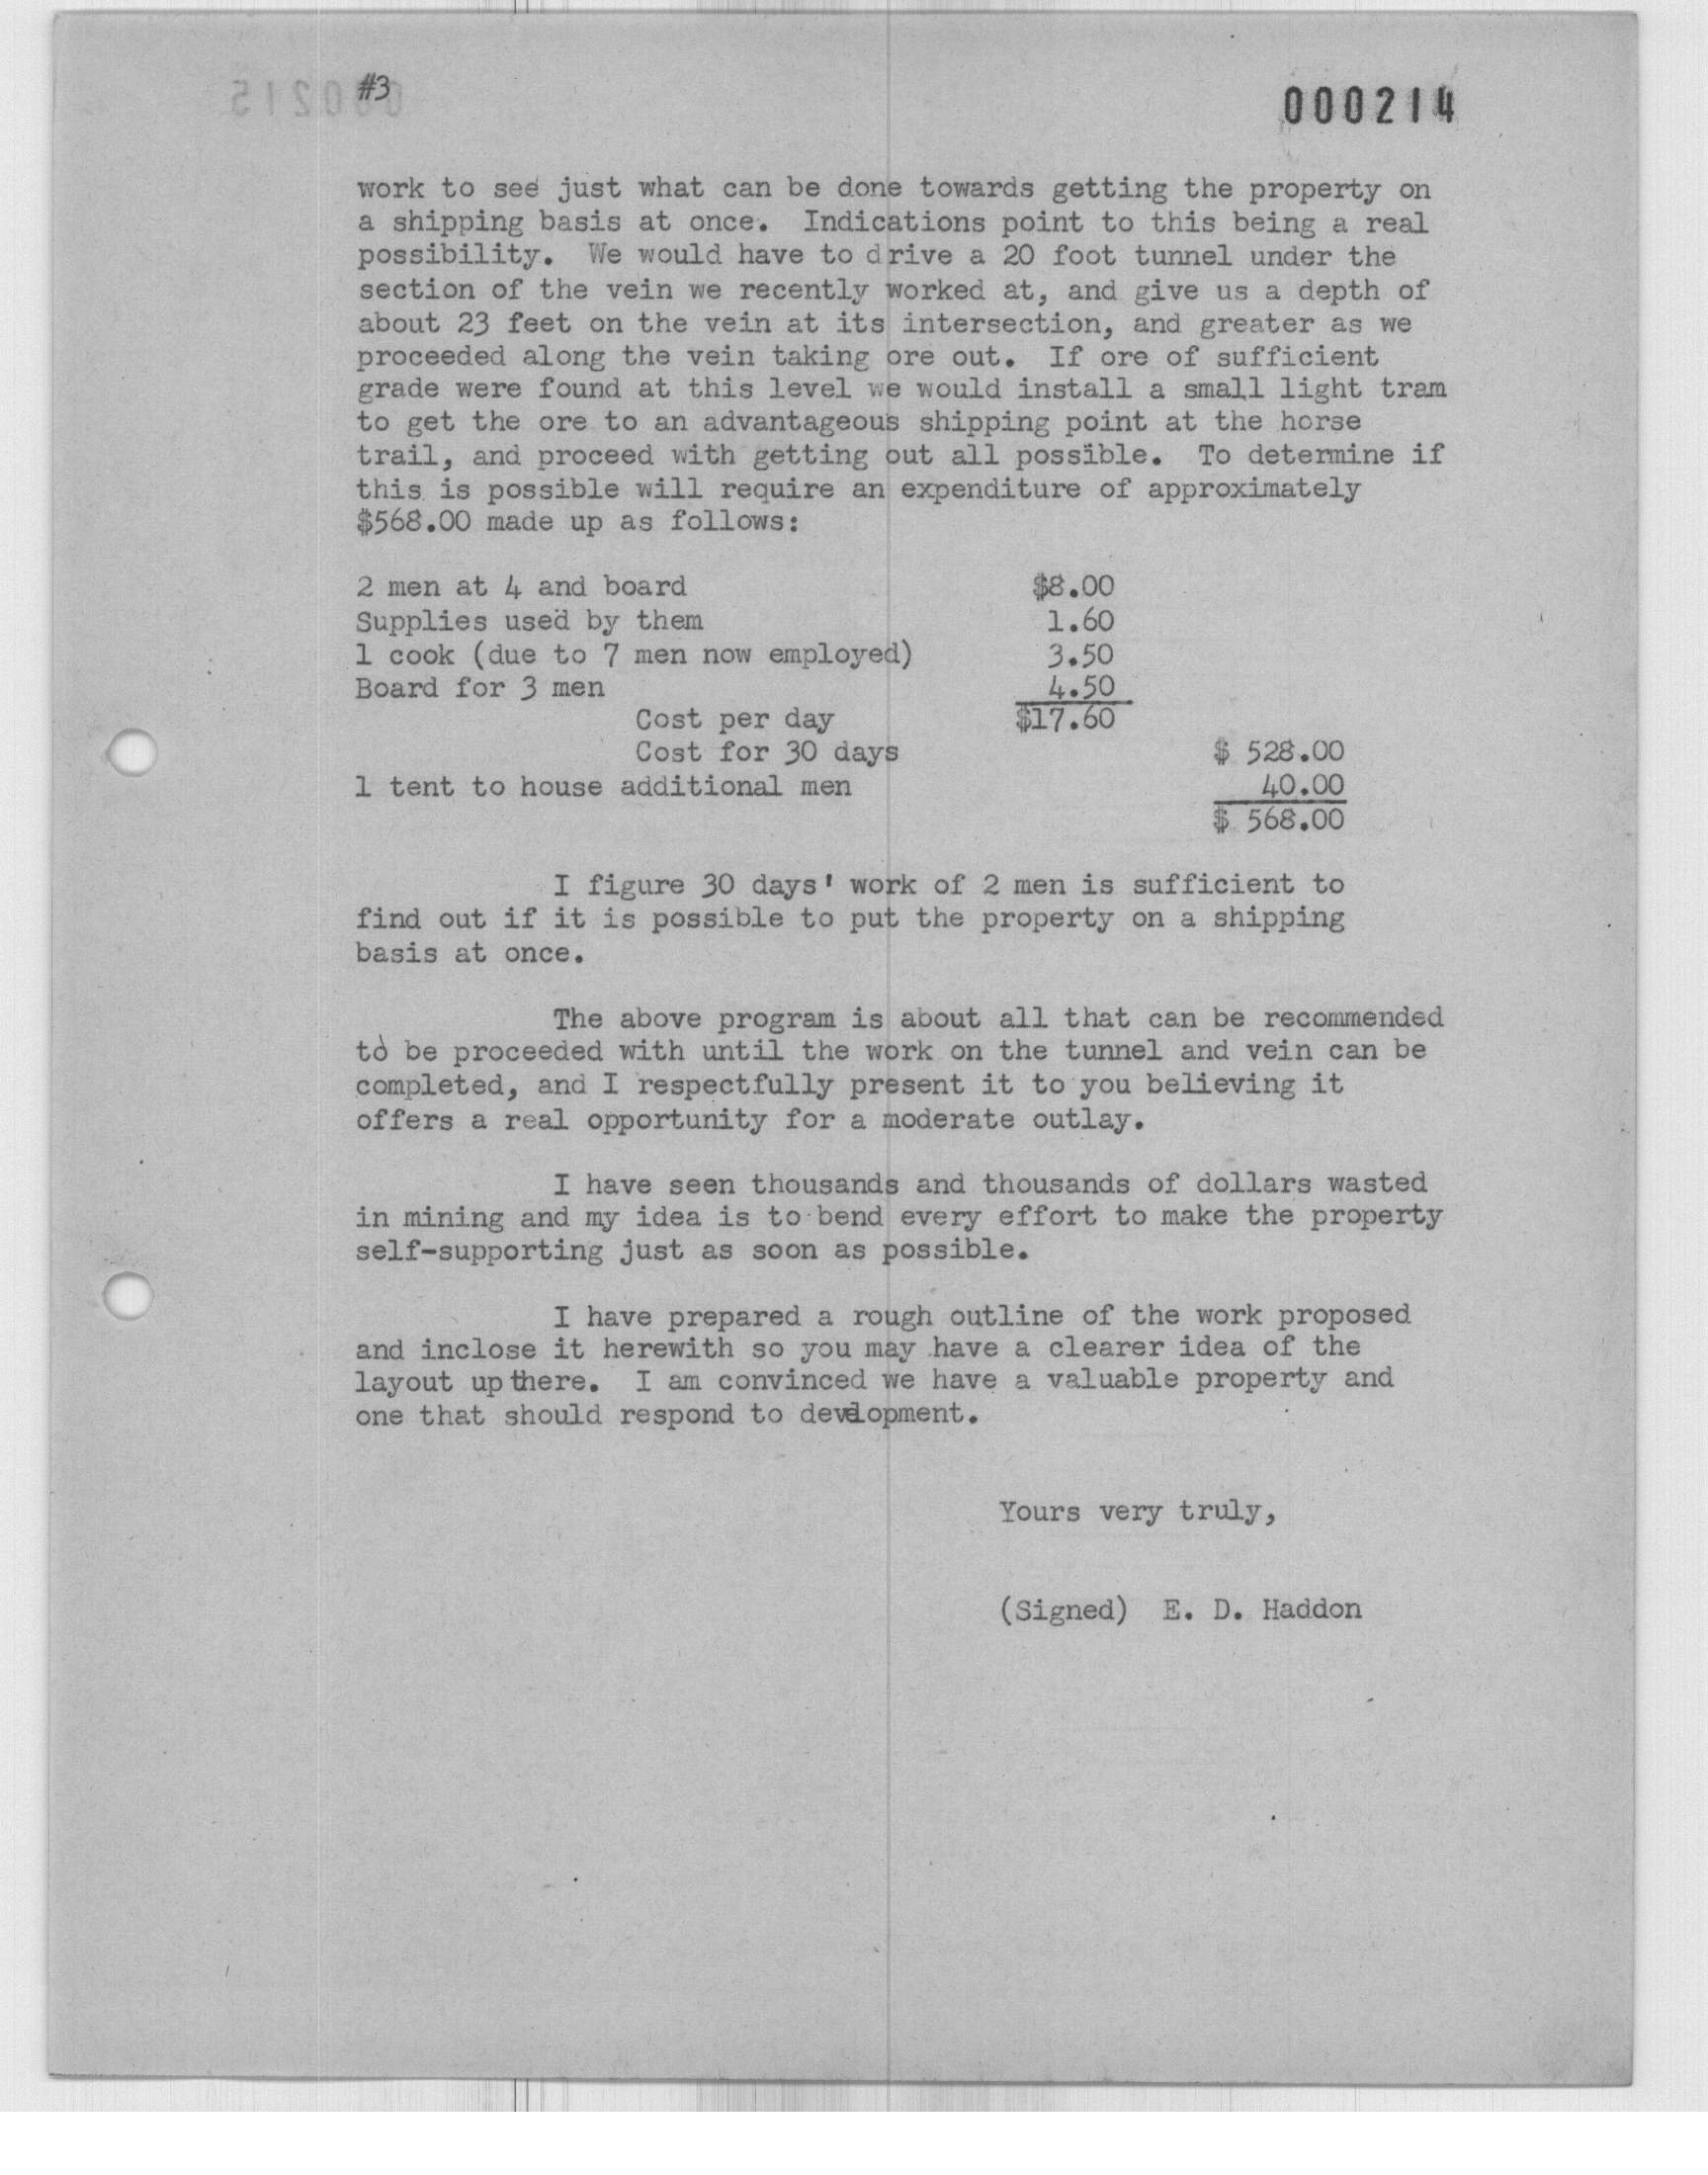 #3
000214
000215
work to see just what can be done towards getting the property on
a shipping basis at once. Indications point to this being a real
possibility. We would have to drive a 20 foot tunnel under the
section of the vein we recently worked at, and give us a depth of
about 23 feet on the vein at its intersection, and greater as we
proceeded along the vein taking ore out. If ore of sufficient
grade were found at this level we would install a small light tram
to get the ore to an advantageous shipping point at the horse
trail, and proceed with getting out all possible. To determine if
this is possible will require an expenditure of approximately
$568.00 made up as follows:
2 men at 4 and board $8.00
Supplies used by them 1.60
1 cook (due to 7 men now employed) 3.50
Board for 3 men 4.50
Cost per day $17.60
Cost for 30 days $ 528.00
1 tent to house additional men 40.00
$ 568.00
I figure 30 days' work of 2 men is sufficient to
find out if it is possible to put the property on a shipping
basis at once.
The above program is about all that can be recommended
to be proceeded with until the work on the tunnel and vein can be
completed, and I respectfully present it to you believing it
offers a real opportunity for a moderate outlay.
I have seen thousands and thousands of dollars wasted
in mining and my idea is to bend every effort to make the property
self-supporting just as soon as possible.
I have prepared a rough outline of the work proposed
and inclose it herewith so you may have a clearer idea of the
layout up there. I am convinced we have a valuable property and
one that should respond to development.
Yours very truly,
(Signed) E. D. Haddon